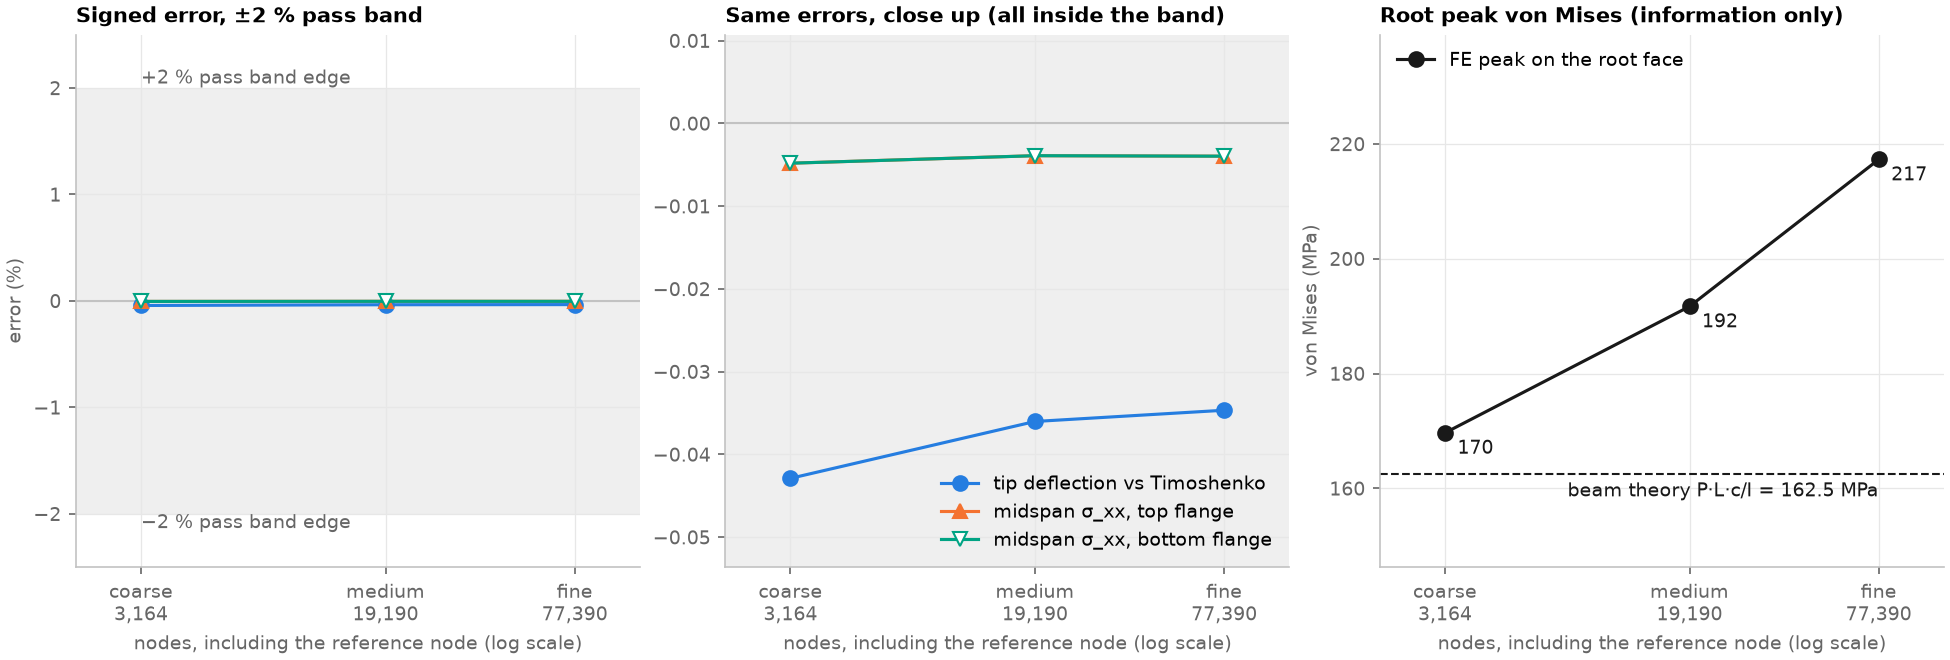 Signed error, ±2 % pass band
+2 % pass band edge
2
1
0
−1
−2
−2 % pass band edge
error (%)
coarse
3,164
medium
19,190
fine
77,390
nodes, including the reference node (log scale)
Same errors, close up (all inside the band)
0.01
0.00
−0.01
−0.02
−0.03
−0.04
−0.05
tip deflection vs Timoshenko
midspan σ_xx, top flange
midspan σ_xx, bottom flange
coarse
3,164
medium
19,190
fine
77,390
nodes, including the reference node (log scale)
Root peak von Mises (information only)
FE peak on the root face
220
200
180
160
von Mises (MPa)
217
192
170
beam theory P·L·c/I = 162.5 MPa
coarse
3,164
medium
19,190
fine
77,390
nodes, including the reference node (log scale)